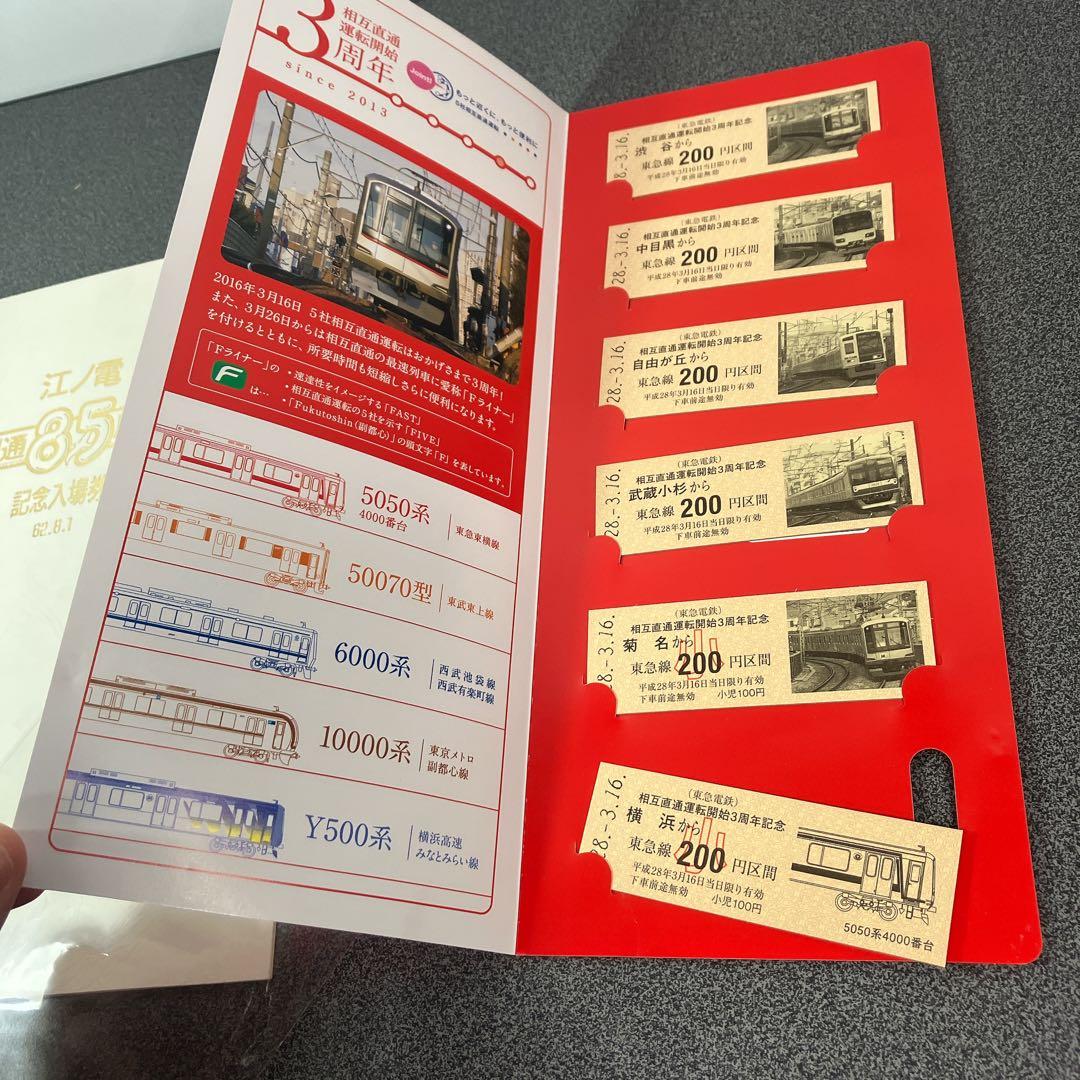 3周年
相互直通
運転開始
since 2013
Joint!!
もっと近くに、もっと便利に
5社相互直通運転
2016年3月16日 5社相互直通運転はおかげさまで3周年!
また、3月26日からは相互直通の最速列車に愛称「Fライナー」
を付けるとともに、所要時間も短縮しさらに便利になります。
「Fライナー」の
F
は…
・速達性をイメージする「FAST」
・相互直通運転の5社を示す「FIVE」
・「Fukutoshin(副都心)」の頭文字「F」を表しています。
5050系
4000番台
東急東横線
50070型
東武東上線
6000系
西武池袋線
西武有楽町線
10000系
東京メトロ
副都心線
Y500系
横浜高速
みなとみらい線
8.-3.16.
(東急電鉄)
相互直通運転開始3周年記念
渋谷から
東急線 200 円区間
平成28年3月16日当日限り有効
下車前途無効
28.-3.16.
(東急電鉄)
相互直通運転開始3周年記念
中目黒から
東急線 200 円区間
平成28年3月16日当日限り有効
下車前途無効
28.-3.16.
(東急電鉄)
相互直通運転開始3周年記念
自由が丘から
東急線 200 円区間
平成28年3月16日当日限り有効
下車前途無効
28.-3.16.
(東急電鉄)
相互直通運転開始3周年記念
武蔵小杉から
東急線 200 円区間
平成28年3月16日当日限り有効
下車前途無効
8.-3.16.
(東急電鉄)
相互直通運転開始3周年記念
菊名から
小
東急線 200 円区間
平成28年3月16日当日限り有効
下車前途無効 小児100円
28.-3.16.
(東急電鉄)
相互直通運転開始3周年記念
横浜から
小
東急線 200 円区間
平成28年3月16日当日限り有効
下車前途無効 小児100円
5050系4000番台
江ノ電
通85
記念入場券
62.8.1